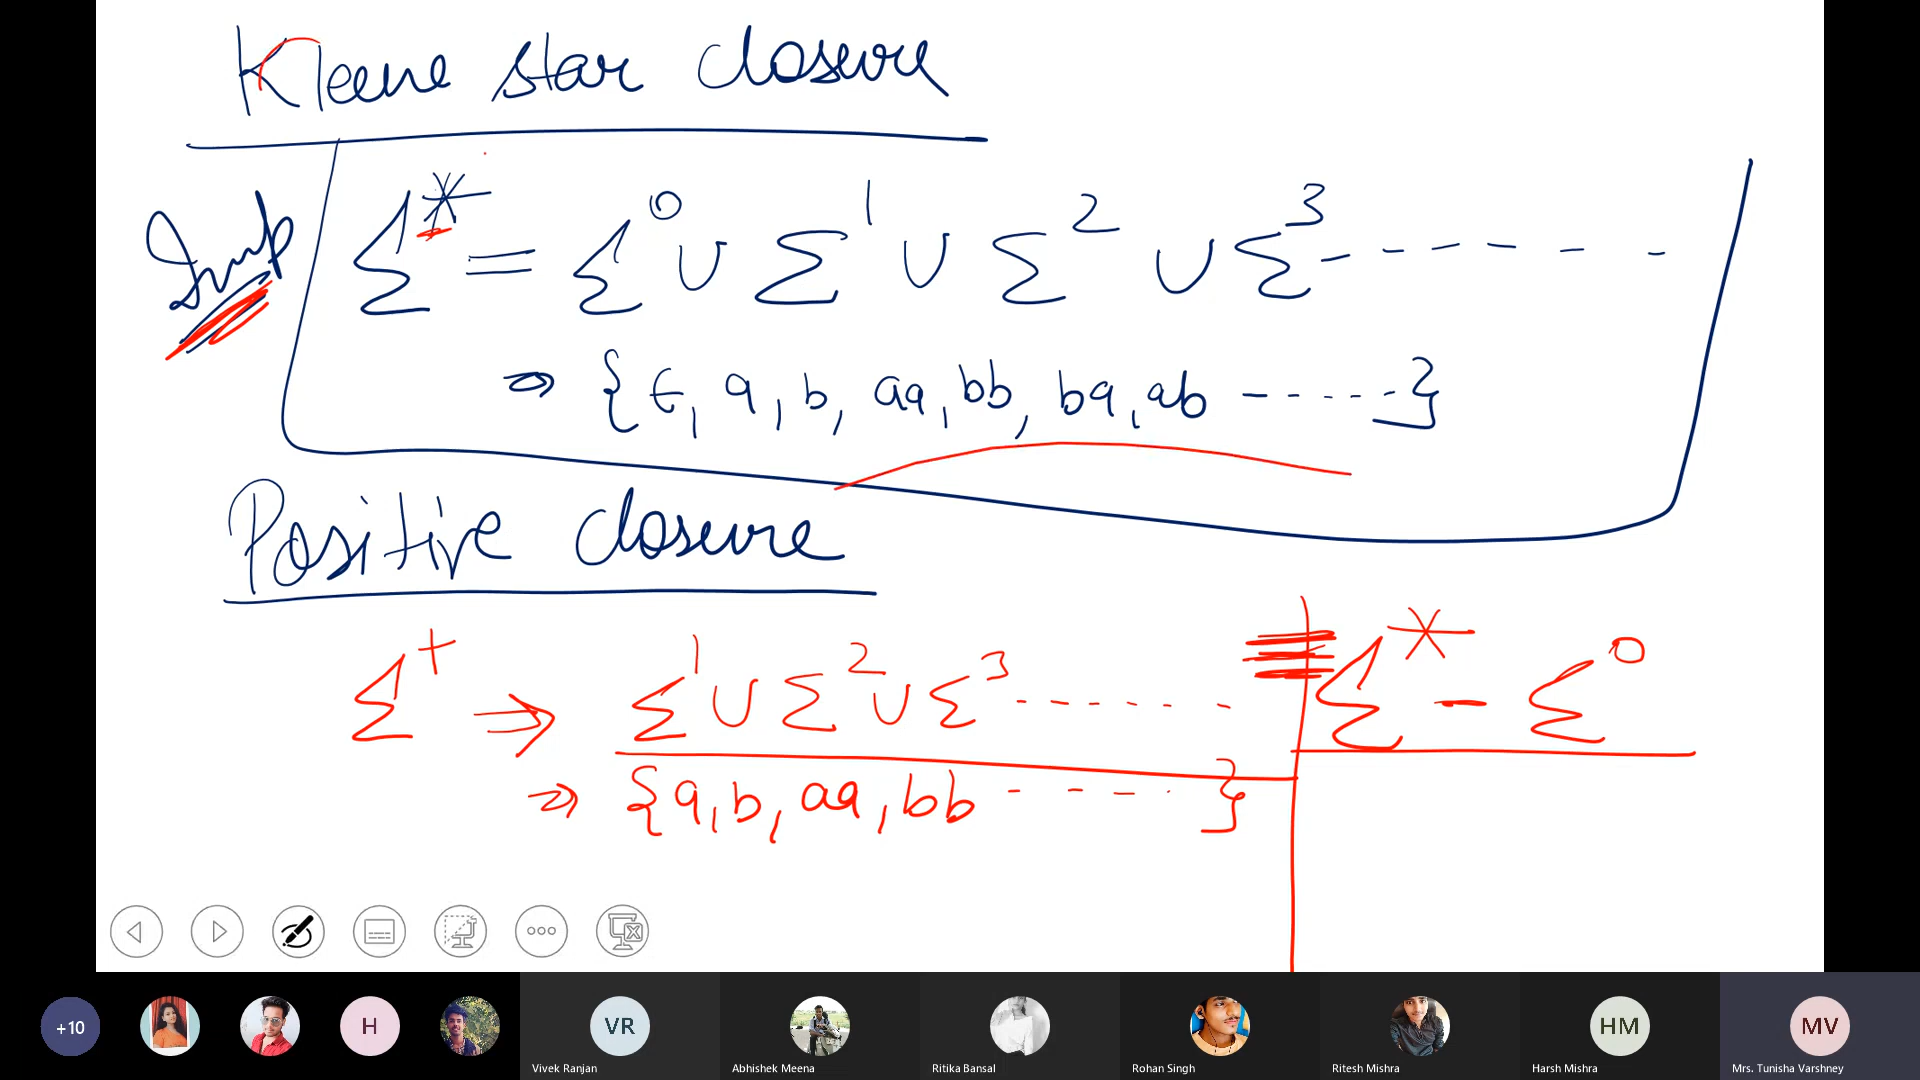 Kleene star closure
Imp
Σ* = Σ⁰ ∪ Σ¹ ∪ Σ² ∪ Σ³ - - - - - -
⇒ {ϵ, a, b, aa, bb, ba, ab - - - - -}
Positive closure
Σ⁺ ⇒ Σ¹ ∪ Σ² ∪ Σ³ - - - - - - Σ* - Σ⁰
⇒ {a, b, aa, bb - - - - }
+10 H VR HM MV
Vivek Ranjan Abhishek Meena Ritika Bansal Rohan Singh Ritesh Mishra Harsh Mishra Mrs. Tunisha Varshney